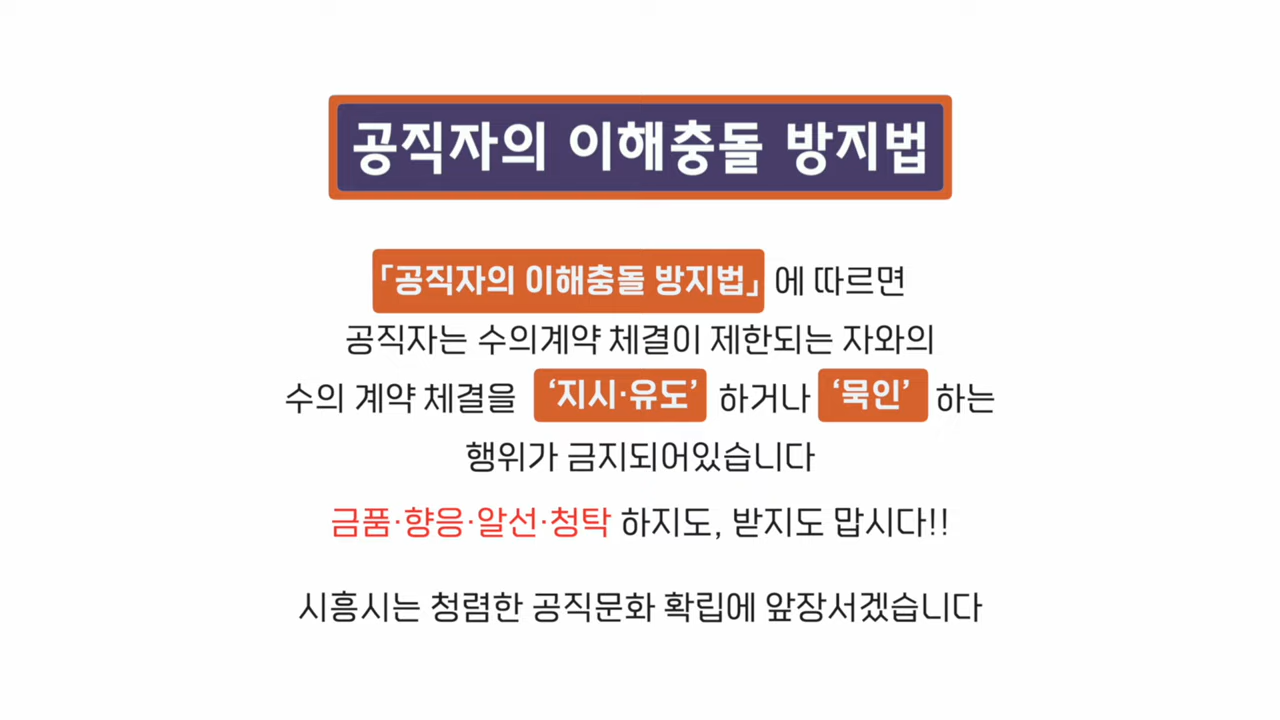 공직자의 이해충돌 방지법
「공직자의 이해충돌 방지법」에 따르면
공직자는 수의계약 체결이 제한되는 자와의
수의 계약 체결을 ‘지시·유도’ 하거나 ‘묵인’ 하는
행위가 금지되어있습니다
금품·향응·알선·청탁 하지도, 받지도 맙시다!!
시흥시는 청렴한 공직문화 확립에 앞장서겠습니다